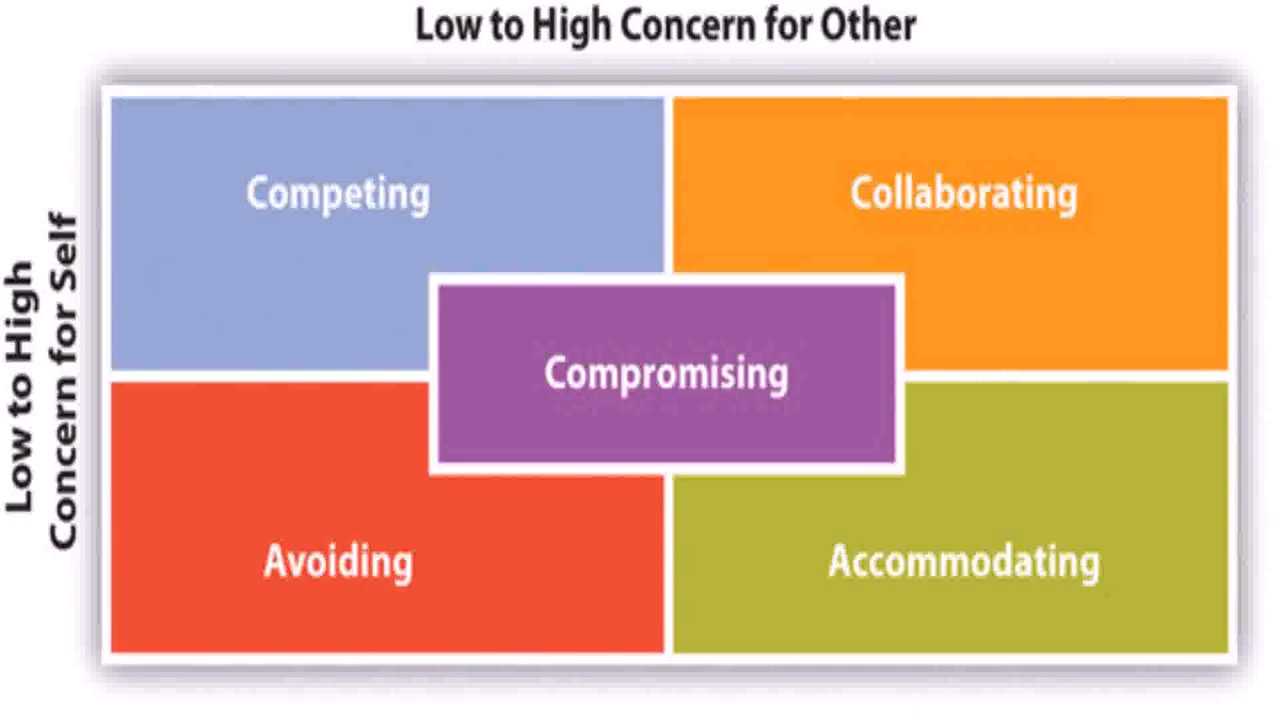 Low to High Concern for Other
Low to High
Concern for Self
Competing
Collaborating
Compromising
Avoiding
Accommodating